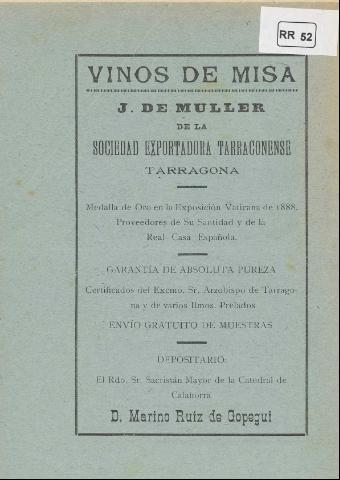 RR 52
VINOS DE MISA
J. DE MULLER
DE LA
SOCIEDAD EXPORTADORA TARRACONENSE
TARRAGONA
Medalla de Oro en la Exposición Vaticana de 1888.
Proveedores de Su Santidad y de la
Real Casa Española.
GARANTÍA DE ABSOLUTA PUREZA
Certificados del Excmo. Sr. Arzobispo de Tarrago-
na y de varios Ilmos. Prelados
ENVÍO GRATUITO DE MUESTRAS
DEPOSITARIO:
El Rdo. Sr. Sacristán Mayor de la Catedral de
Calahorra
D. Marino Ruíz de Gopegui